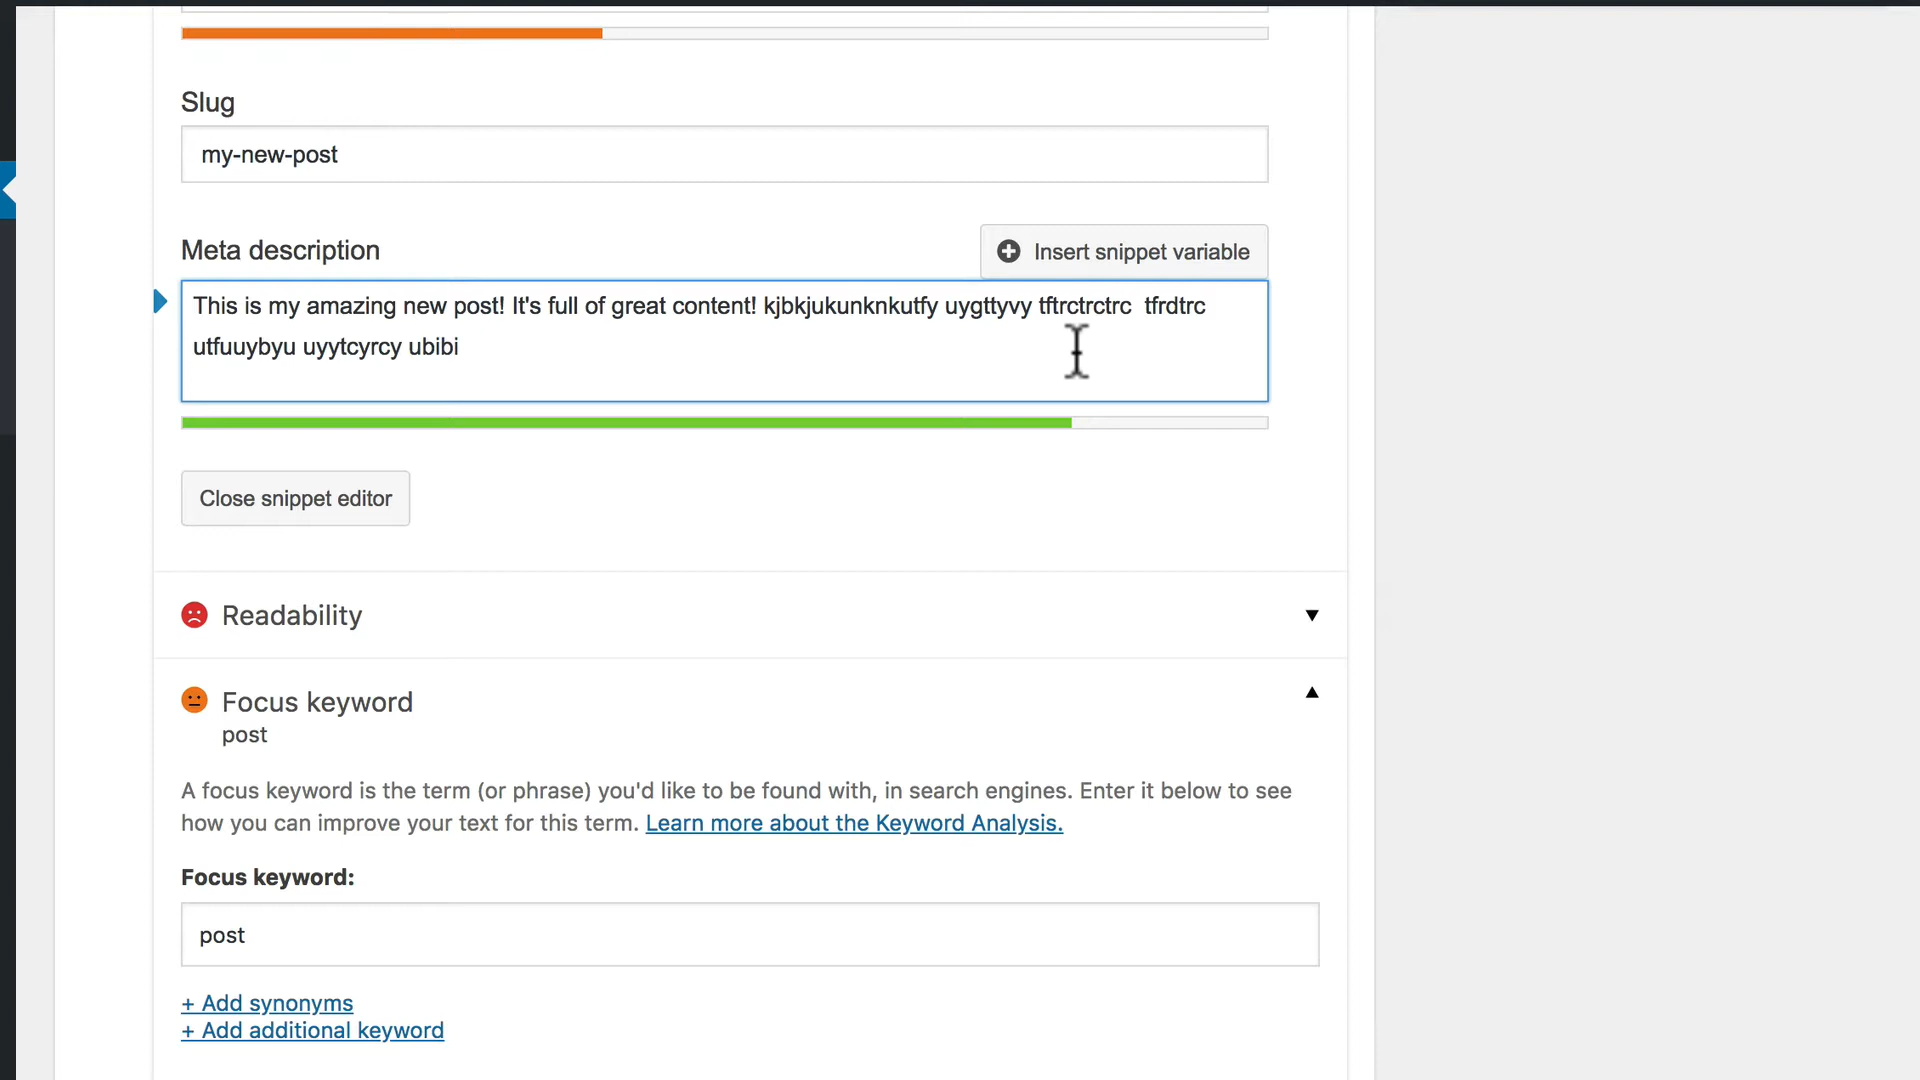 Slug
my-new-post
Meta description
Insert snippet variable
This is my amazing new post! It's full of great content! kjbkjukunknkutfy uygttyvy tftrctrctrc  tfrdtrc
utfuuybyu uyytcyrcy ubibi
Close snippet editor
Readability
Focus keyword
post
A focus keyword is the term (or phrase) you'd like to be found with, in search engines. Enter it below to see
how you can improve your text for this term. Learn more about the Keyword Analysis.
Focus keyword:
post
+ Add synonyms
+ Add additional keyword